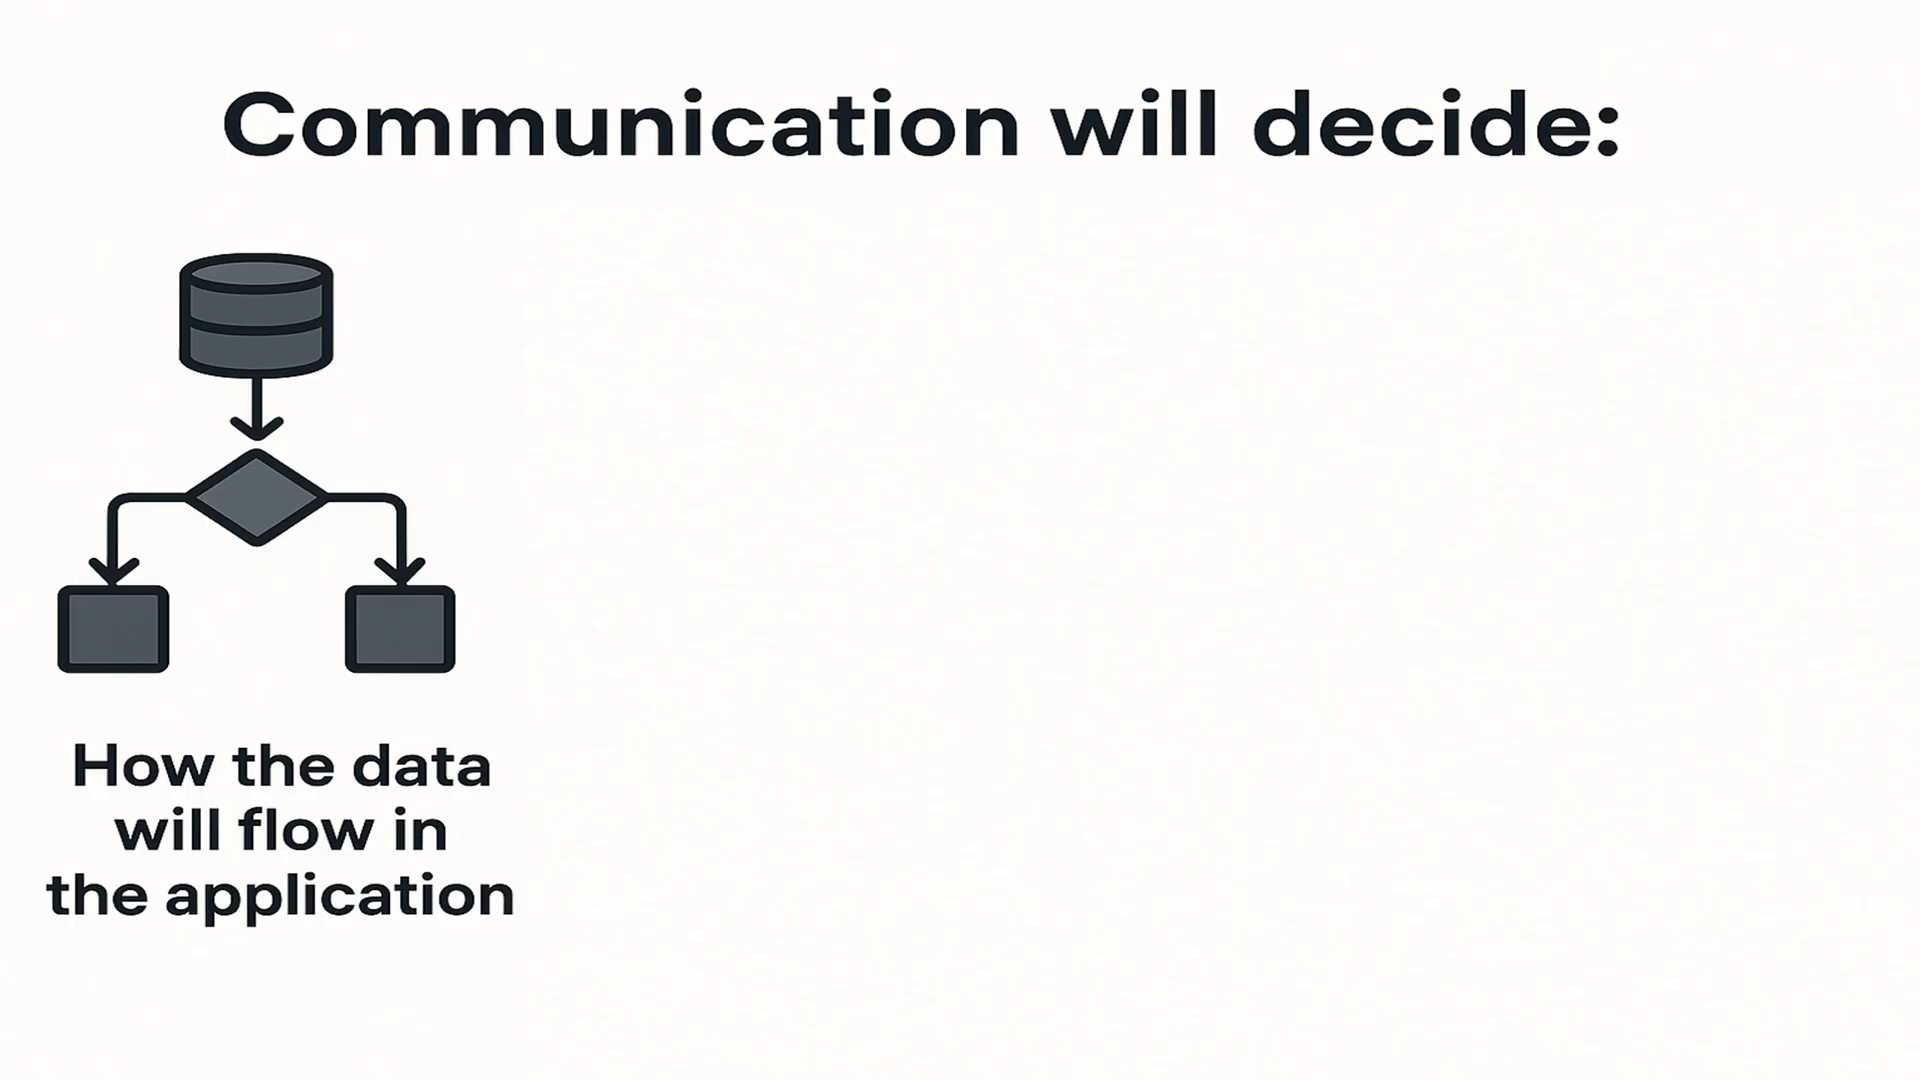 Communication will decide:
How the data
will flow in
the application